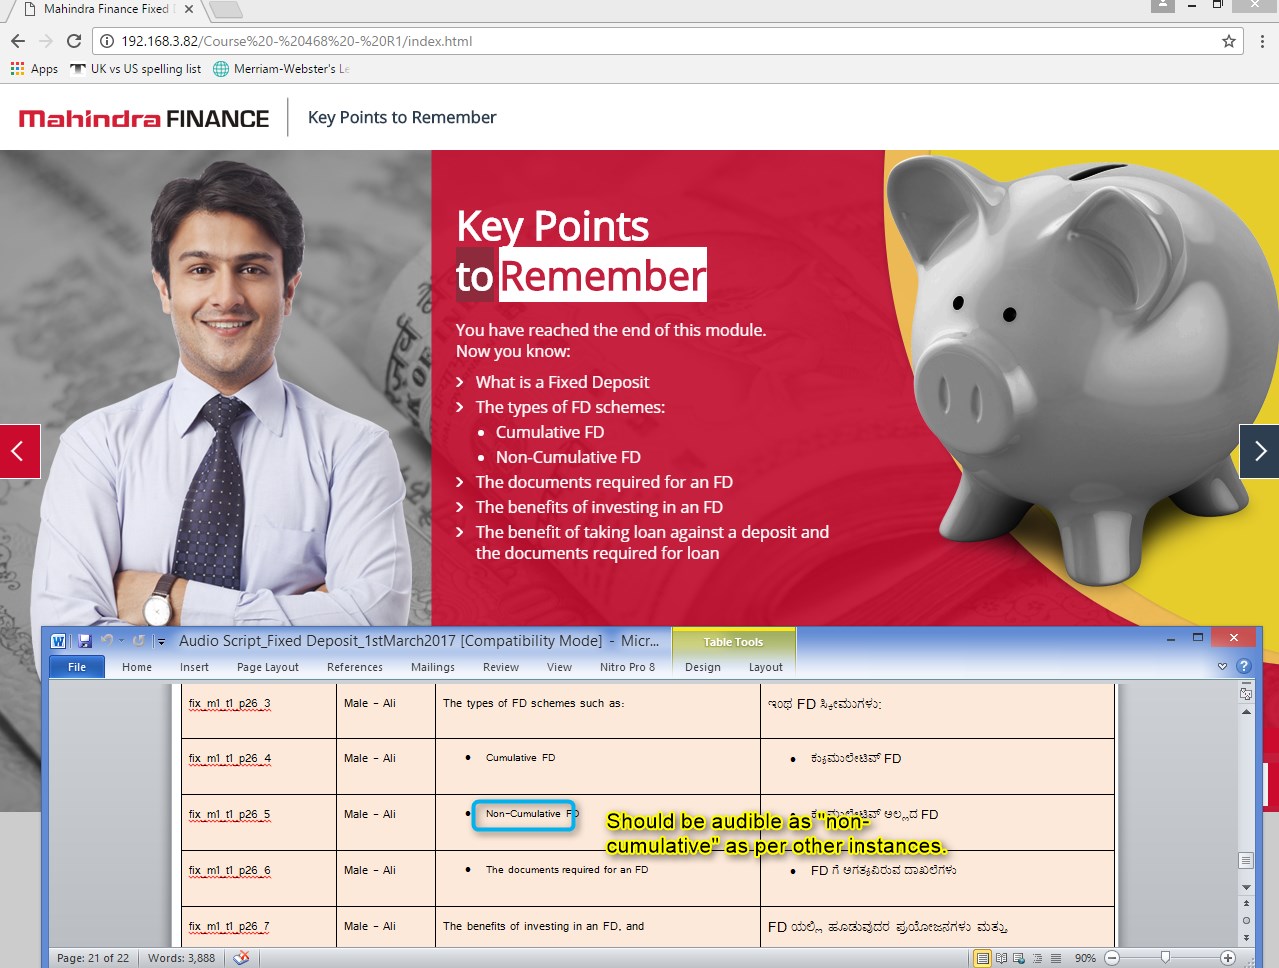 Mahindra Finance Fixed
192.168.3.82/Course%20-%20468%20-%20R1/index.html
Apps UK vs US spelling list Merriam-Webster's Le
Mahindra FINANCE Key Points to Remember
Key Points
to Remember
You have reached the end of this module.
Now you know:
What is a Fixed Deposit
The types of FD schemes:
• Cumulative FD
• Non-Cumulative FD
The documents required for an FD
The benefits of investing in an FD
The benefit of taking loan against a deposit and
the documents required for loan
Audio Script_Fixed Deposit_1stMarch2017 [Compatibility Mode] - Micr... Table Tools
File Home Insert Page Layout References Mailings Review View Nitro Pro 8 Design Layout
fix_m1_t1_p26_3 Male – Ali The types of FD schemes such as: ಇಂಥ FD ಸ್ಕೀಮುಗಳು:
fix_m1_t1_p26_4 Male – Ali • Cumulative FD • ಕ್ಯುಮುಲೇಟಿವ್ FD
fix_m1_t1_p26_5 Male – Ali • Non-Cumulative FD • ಕ್ಯುಮುಲೇಟಿವ್ ಅಲ್ಲದ FD
Should be audible as "non-
cumulative" as per other instances.
fix_m1_t1_p26_6 Male – Ali • The documents required for an FD • FD ಗೆ ಅಗತ್ಯವಿರುವ ದಾಖಲೆಗಳು
fix_m1_t1_p26_7 Male – Ali The benefits of investing in an FD, and FD ಯಲ್ಲಿ ಹೂಡುವುದರ ಪ್ರಯೋಜನಗಳು ಮತ್ತು,
Page: 21 of 22 Words: 3,888 90%